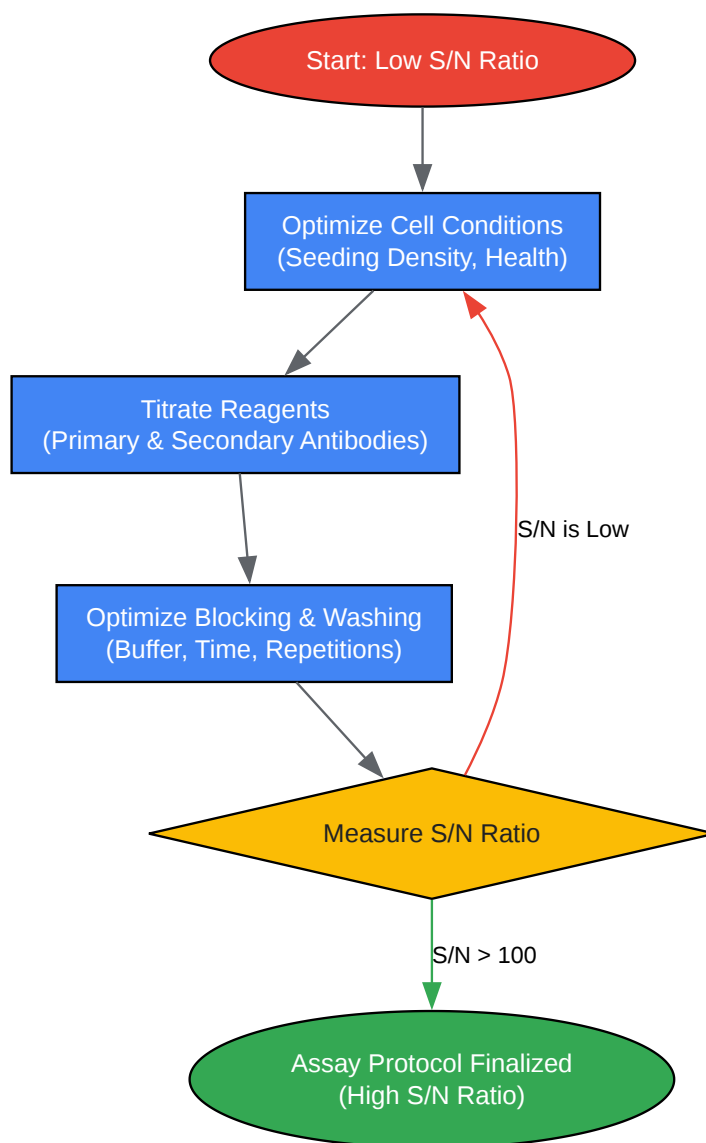 Start: Low S/N Ratio
Optimize Cell Conditions
(Seeding Density, Health)
Titrate Reagents
(Primary & Secondary Antibodies)
S/N is Low
Optimize Blocking & Washing
(Buffer, Time, Repetitions)
Measure S/N Ratio
S/N > 100
Assay Protocol Finalized
(High S/N Ratio)